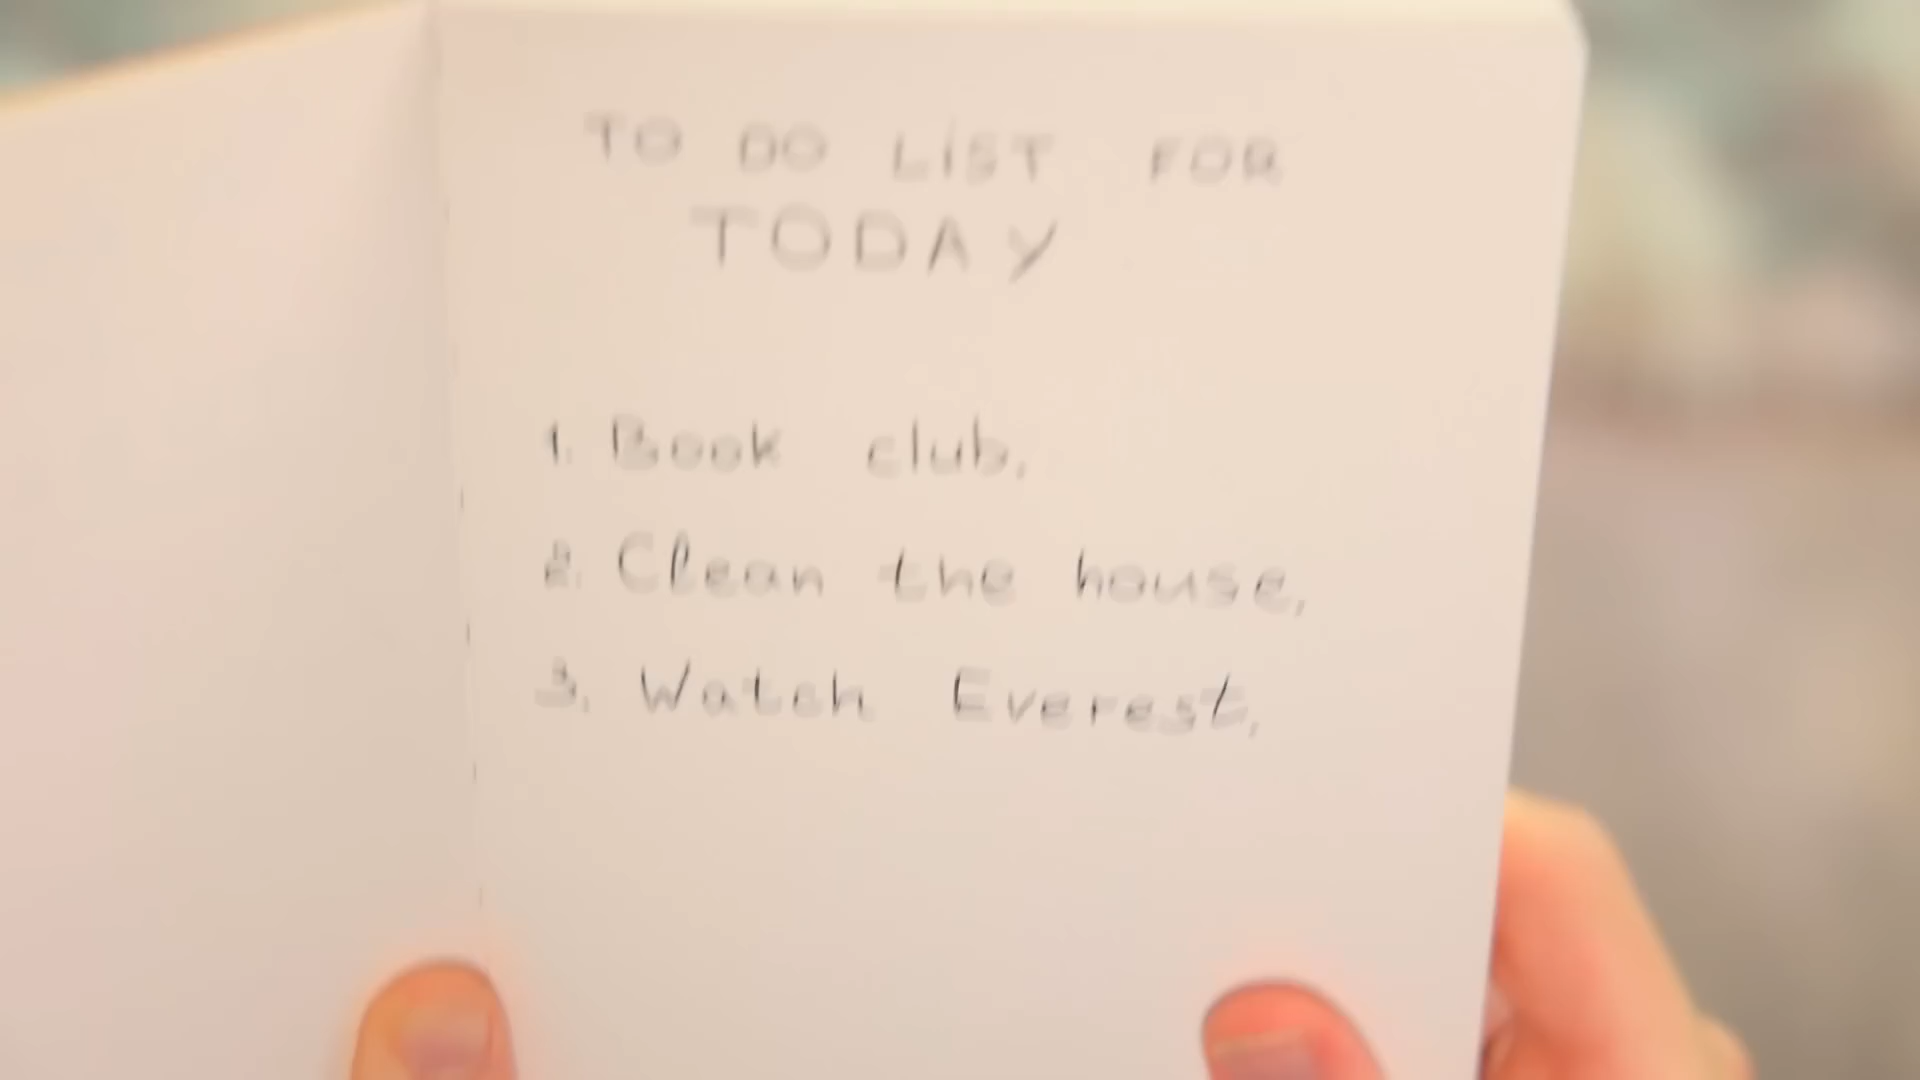 TO DO LiST FOR
TODAY
1. Book club,
2. Clean the house,
3. Watch Everest,